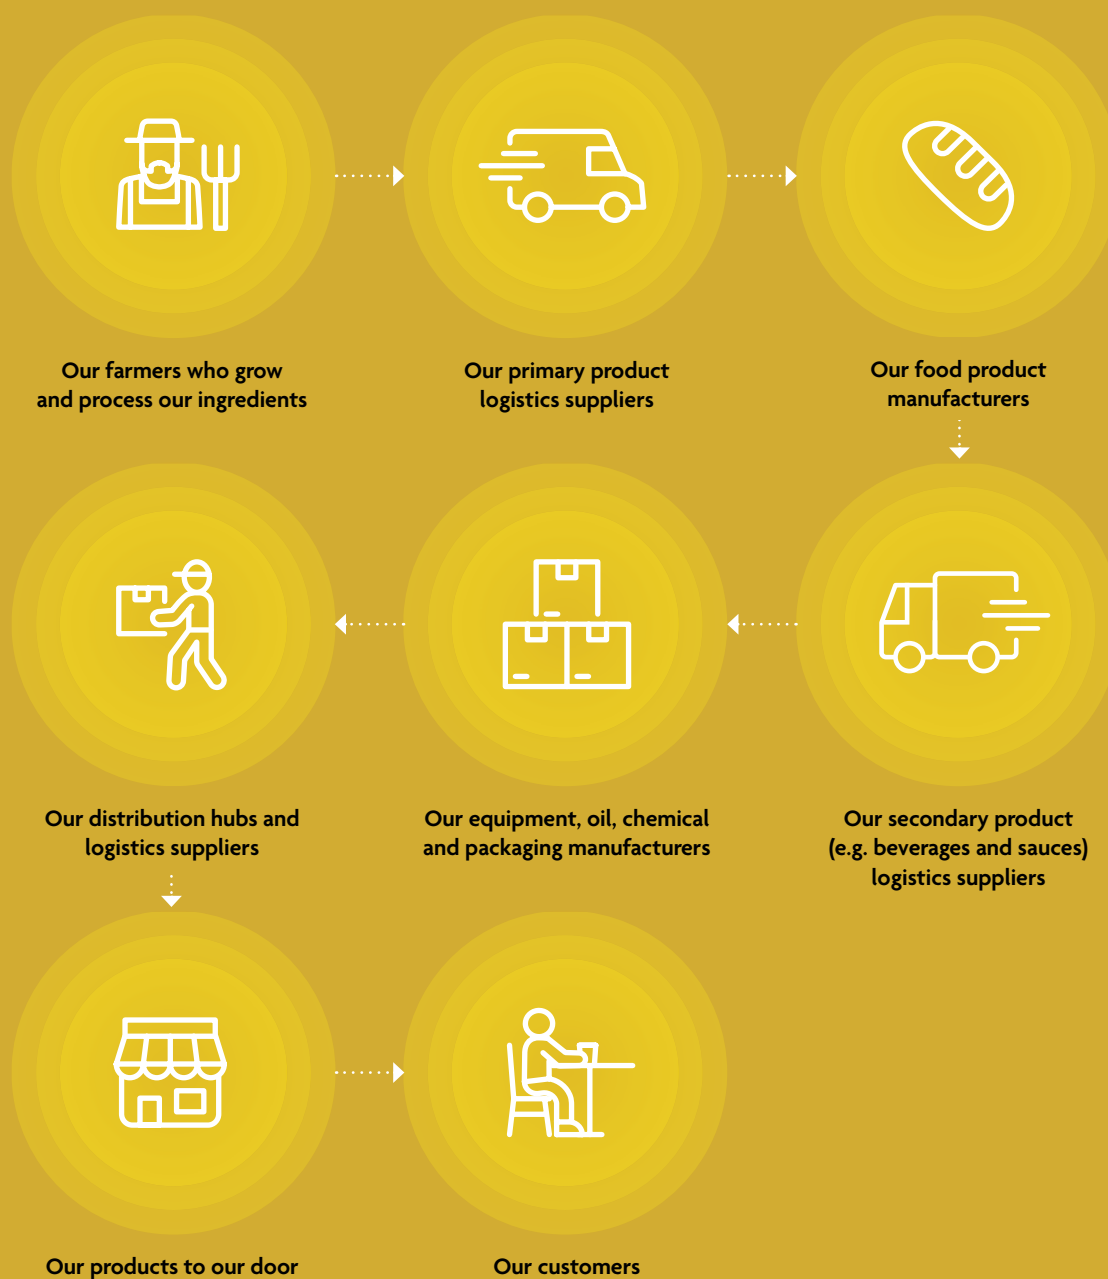 Our farmers who grow
and process our ingredients
Our primary product
logistics suppliers
Our food product
manufacturers
Our distribution hubs and
logistics suppliers
Our equipment, oil, chemical
and packaging manufacturers
Our secondary product
(e.g. beverages and sauces)
logistics suppliers
Our products to our door
Our customers